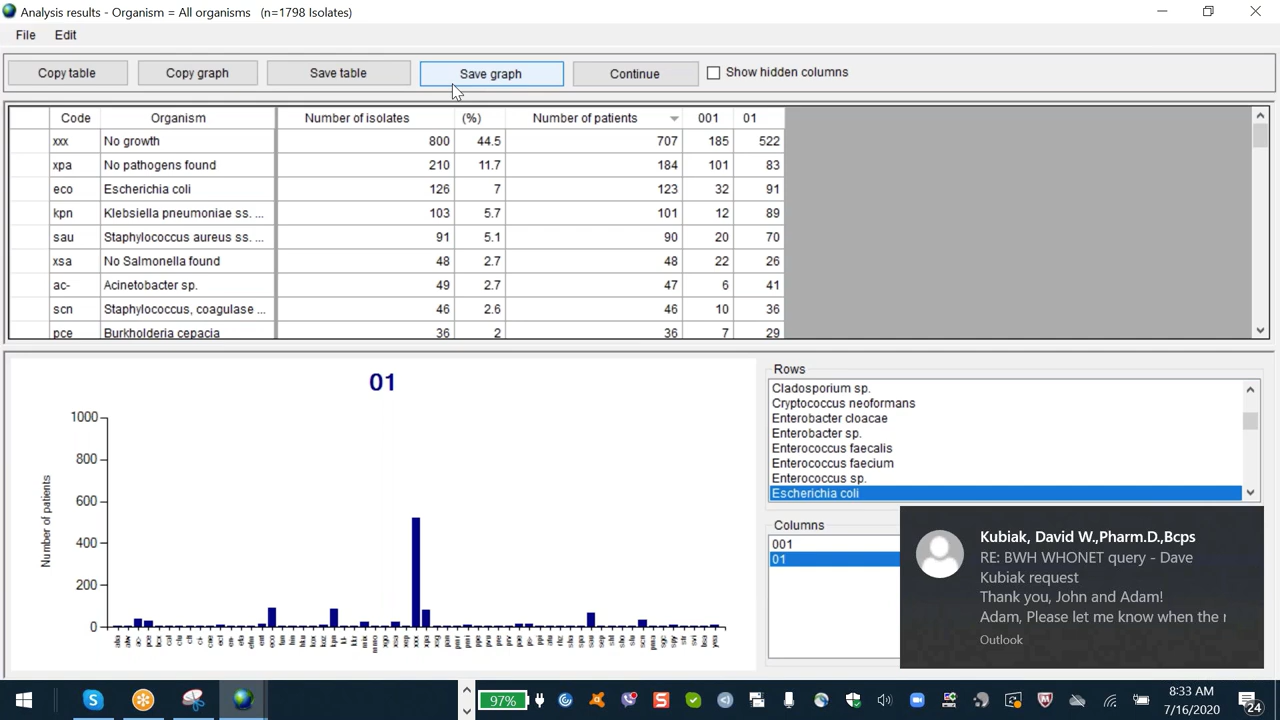 Analysis results - Organism = All organisms (n=1798 Isolates)
File Edit
Copy table Copy graph Save table Save graph Continue Show hidden columns
Code Organism Number of isolates (%) Number of patients 001 01
xxx No growth 800 44.5 707 185 522
xpa No pathogens found 210 11.7 184 101 83
eco Escherichia coli 126 7 123 32 91
kpn Klebsiella pneumoniae ss. ... 103 5.7 101 12 89
sau Staphylococcus aureus ss. ... 91 5.1 90 20 70
xsa No Salmonella found 48 2.7 48 22 26
ac- Acinetobacter sp. 49 2.7 47 6 41
scn Staphylococcus, coagulase ... 46 2.6 46 10 36
pce Burkholderia cepacia 36 2 36 7 29
01
Number of patients
1000
800
600
400
200
0
Rows
Cladosporium sp.
Cryptococcus neoformans
Enterobacter cloacae
Enterobacter sp.
Enterococcus faecalis
Enterococcus faecium
Enterococcus sp.
Escherichia coli
Columns
001
01
Kubiak, David W.,Pharm.D.,Bcps
RE: BWH WHONET query - Dave
Kubiak request
Thank you, John and Adam!
Adam, Please let me know when the r
Outlook
97%
8:33 AM
7/16/2020
24